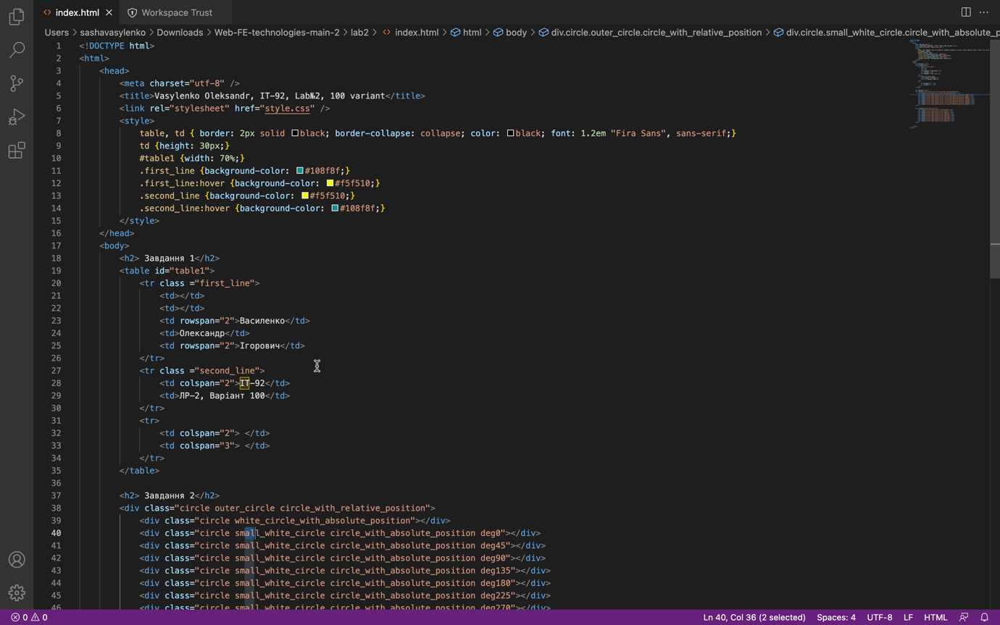 index.html
Workspace Trust
Users > sashavasylenko > Downloads > Web-FE-technologies-main-2 > lab2 > index.html > html > body > div.circle.outer_circle.circle_with_relative_position > div.circle.small_white_circle.circle_with_absolute_p
1 <!DOCTYPE html>
2 <html>
3 <head>
4 <meta charset="utf-8" />
5 <title>Vasylenko Oleksandr, IT-92, Lab№2, 100 variant</title>
6 <link rel="stylesheet" href="style.css" />
7 <style>
8 table, td { border: 2px solid black; border-collapse: collapse; color: black; font: 1.2em "Fira Sans", sans-serif;}
9 td {height: 30px;}
10 #table1 {width: 70%;}
11 .first_line {background-color: #108f8f;}
12 .first_line:hover {background-color: #f5f510;}
13 .second_line {background-color: #f5f510;}
14 .second_line:hover {background-color: #108f8f;}
15 </style>
16 </head>
17 <body>
18 <h2> Завдання 1</h2>
19 <table id="table1">
20 <tr class ="first_line">
21 <td></td>
22 <td></td>
23 <td rowspan="2">Василенко</td>
24 <td>Олександр</td>
25 <td rowspan="2">Ігорович</td>
26 </tr>
27 <tr class ="second_line">
28 <td colspan="2">ІТ-92</td>
29 <td>ЛР-2, Варіант 100</td>
30 </tr>
31 <tr>
32 <td colspan="2"> </td>
33 <td colspan="3"> </td>
34 </tr>
35 </table>
36
37 <h2> Завдання 2</h2>
38 <div class="circle outer_circle circle_with_relative_position">
39 <div class="circle white_circle_with_absolute_position"></div>
40 <div class="circle small_white_circle circle_with_absolute_position deg0"></div>
41 <div class="circle small_white_circle circle_with_absolute_position deg45"></div>
42 <div class="circle small_white_circle circle_with_absolute_position deg90"></div>
43 <div class="circle small_white_circle circle_with_absolute_position deg135"></div>
44 <div class="circle small_white_circle circle_with_absolute_position deg180"></div>
45 <div class="circle small_white_circle circle_with_absolute_position deg225"></div>
46 <div class="circle small_white_circle circle_with_absolute_position deg270"></div>
0 0 Ln 40, Col 36 (2 selected) Spaces: 4 UTF-8 LF HTML